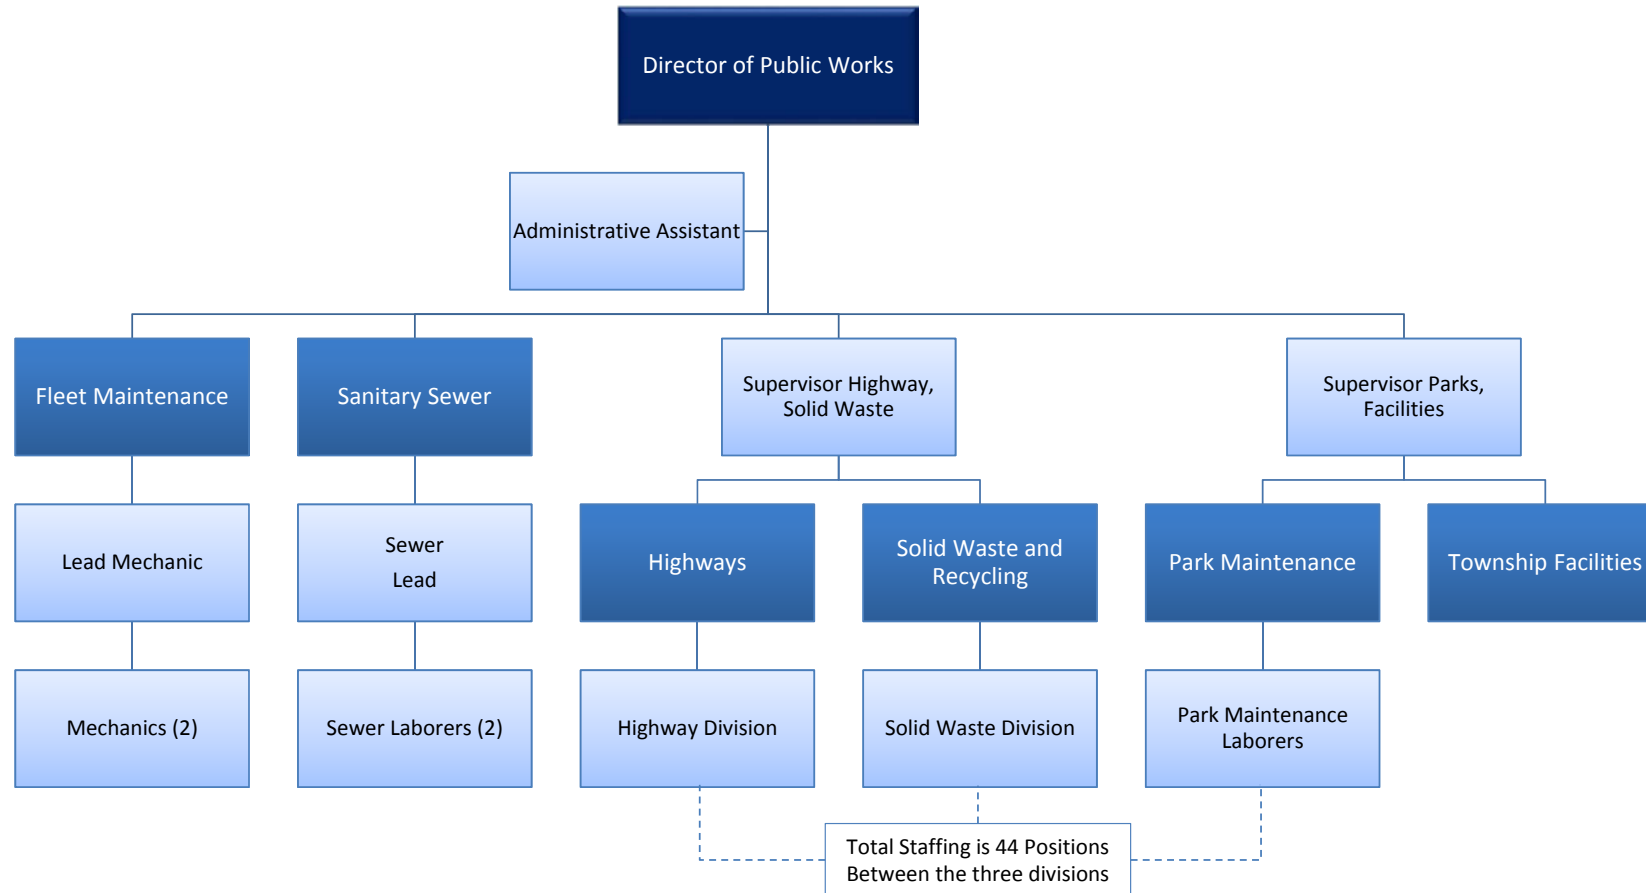 Director of Public Works
Administrative Assistant
Fleet Maintenance
Sanitary Sewer
Supervisor Highway,
Solid Waste
Supervisor Parks,
Facilities
Lead Mechanic
Sewer
Lead
Highways
Solid Waste and
Recycling
Park Maintenance
Township Facilities
Mechanics (2)
Sewer Laborers (2)
Highway Division
Solid Waste Division
Park Maintenance
Laborers
Total Staffing is 44 Positions
Between the three divisions